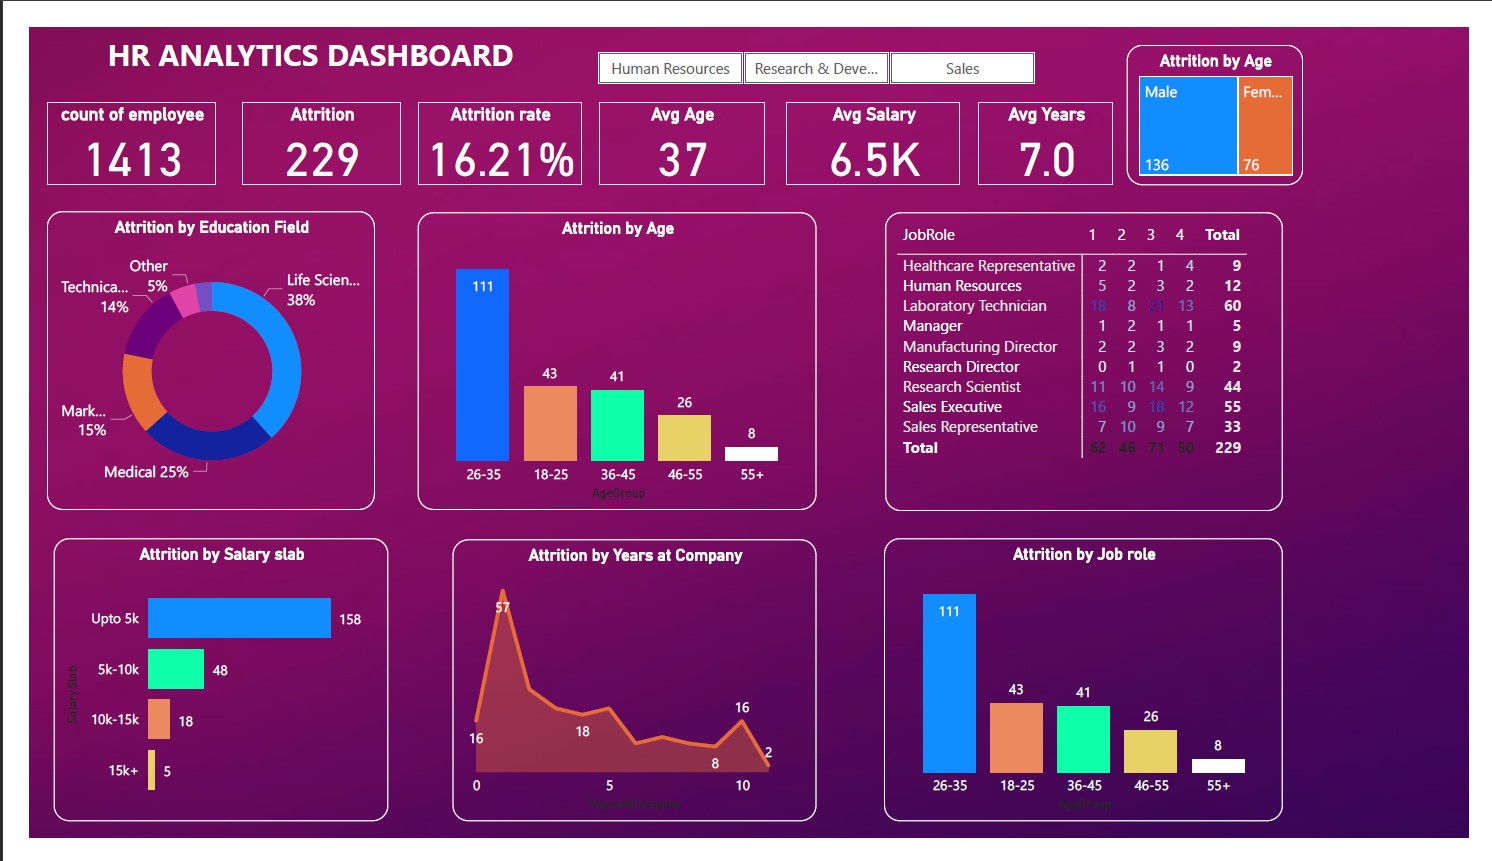 HR ANALYTICS DASHBOARD
Human Resources
Research & Deve...
Sales
Attrition by Age
Male
Fem...
136
76
count of employee
1413
Attrition
229
Attrition rate
16.21%
Avg Age
37
Avg Salary
6.5K
Avg Years
7.0
Attrition by Education Field
Other
5%
Life Scien...
38%
Technica...
14%
Mark...
15%
Medical 25%
Attrition by Age
111
43
41
26
8
26-35
18-25
36-45
46-55
55+
AgeGroup
JobRole 1 2 3 4 Total
Healthcare Representative 2 2 1 4 9
Human Resources 5 2 3 2 12
Laboratory Technician 18 8 21 13 60
Manager 1 2 1 1 5
Manufacturing Director 2 2 3 2 9
Research Director 0 1 1 0 2
Research Scientist 11 10 14 9 44
Sales Executive 16 9 18 12 55
Sales Representative 7 10 9 7 33
Total 62 46 71 50 229
Attrition by Salary slab
SalarySlab
Upto 5k 158
5k-10k 48
10k-15k 18
15k+ 5
Attrition by Years at Company
57
16
18
8
16
2
0 5 10
Attrition by Job role
111
43
41
26
8
26-35
18-25
36-45
46-55
55+
AgeGroup